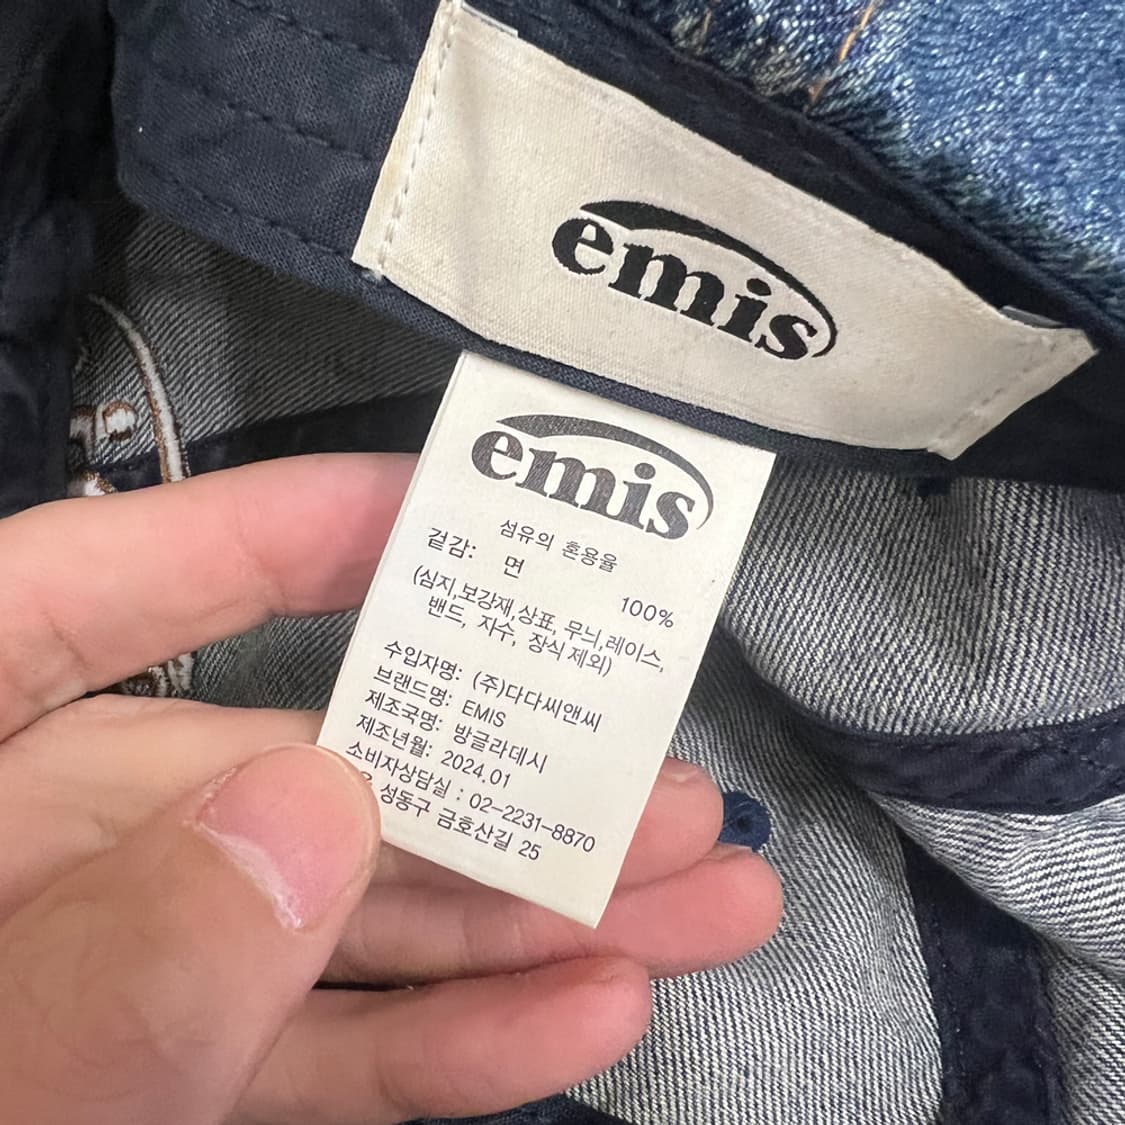 emis
emis
섬유의 혼용율
겉감: 면 100%
(심지,보강재,상표, 무늬,레이스,
밴드, 자수, 장식 제외)
수입자명: (주)다다씨앤씨
브랜드명: EMIS
제조국명: 방글라데시
제조년월: 2024.01
소비자상담실 : 02-2231-8870
성동구 금호산길 25